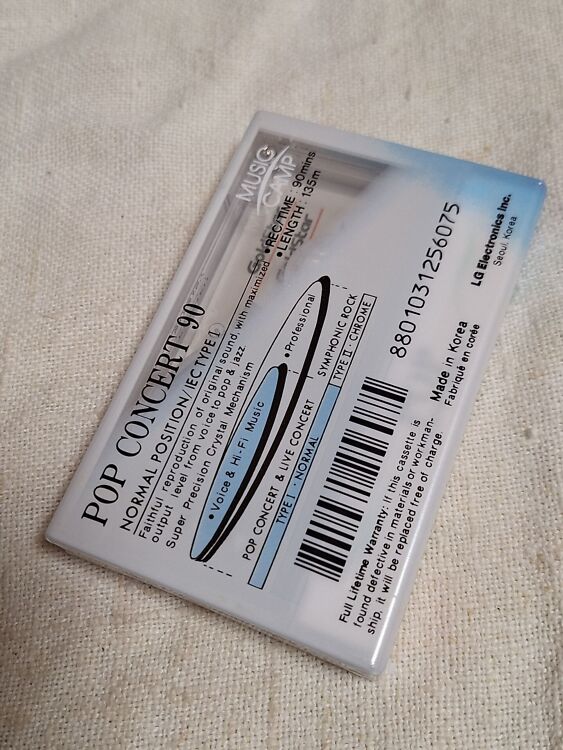 MUSIC
CAMP
POP CONCERT 90
NORMAL POSITION/IEC TYPE I
Faithful reproduction of original sound, with maximized
output level from voice to pop & jazz.
Super Precision Crystal Mechanism
• REC/TIME : 90mins
• LENGTH : 135m
• Voice & Hi-Fi Music
• Professional
POP CONCERT & LIVE CONCERT
SYMPHONIC ROCK
TYPE I · NORMAL
TYPE II · CHROME
8801031256075
Full Lifetime Warranty: If this cassette is
found defective in materials or workman-
ship, it will be replaced free of charge.
Made in Korea
Fabriqué en corée
LG Electronics Inc.
Seoul, Korea